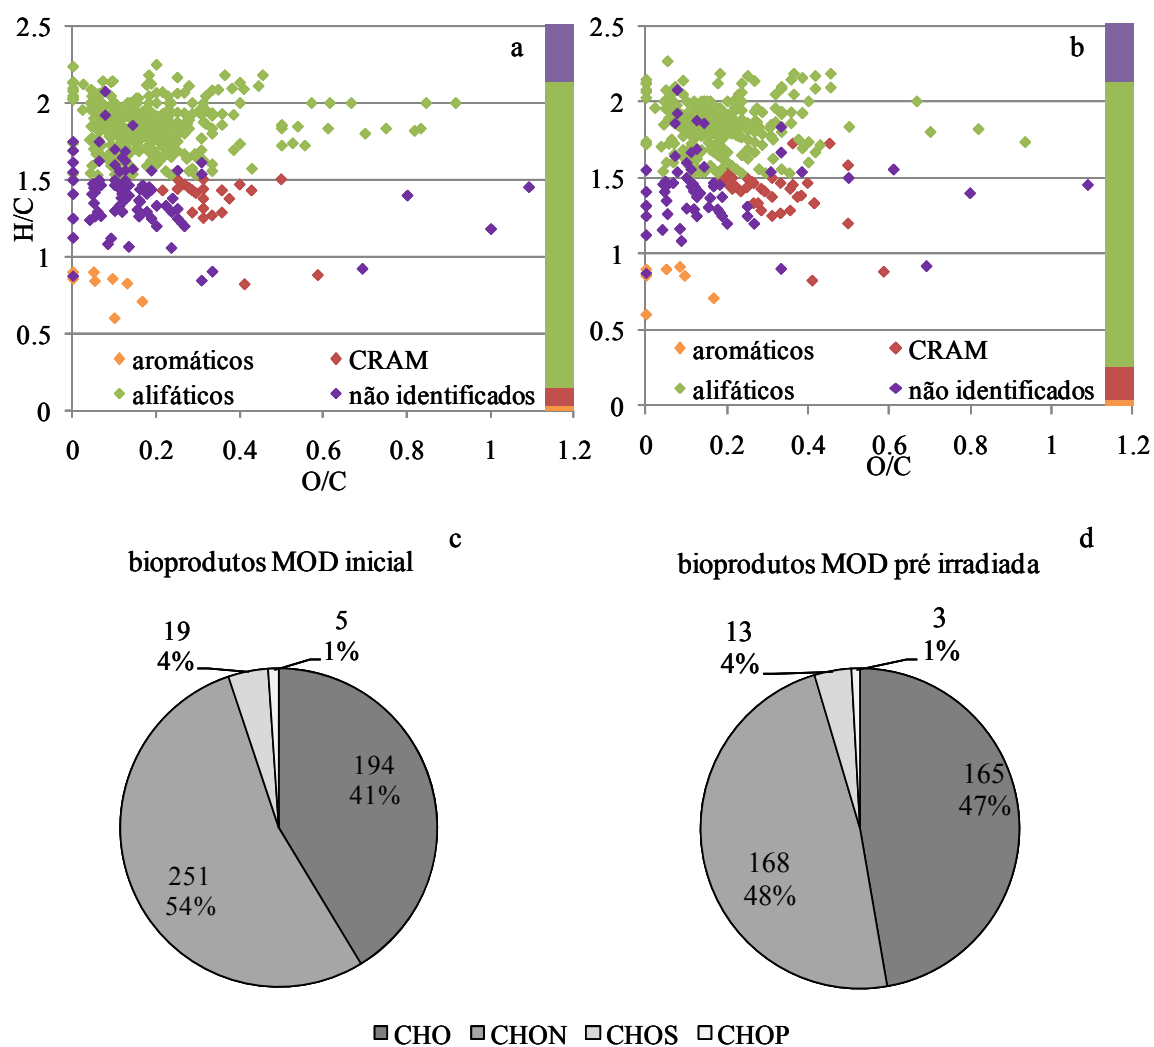 a
2.5
2
1.5
1
0.5
0
H/C
aromáticos
CRAM
alifáticos
não identificados
0
0.2
0.4
0.6
0.8
1
1.2
O/C
b
2.5
2
1.5
1
0.5
0
aromáticos
CRAM
alifáticos
não identificados
0
0.2
0.4
0.6
0.8
1
1.2
O/C
c
bioprodutos MOD inicial
19
4%
5
1%
194
41%
251
54%
d
bioprodutos MOD pré irradiada
13
4%
3
1%
165
47%
168
48%
CHO CHON CHOS CHOP